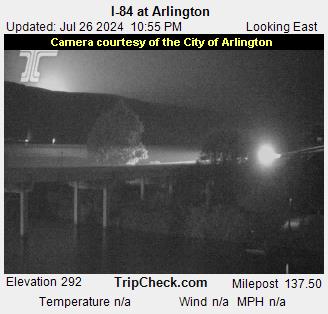 I-84 at Arlington
Updated: Jul 26 2024 10:55 PM Looking East
Camera courtesy of the City of Arlington
Elevation 292 TripCheck.com Milepost 137.50
Temperature n/a Wind n/a MPH n/a